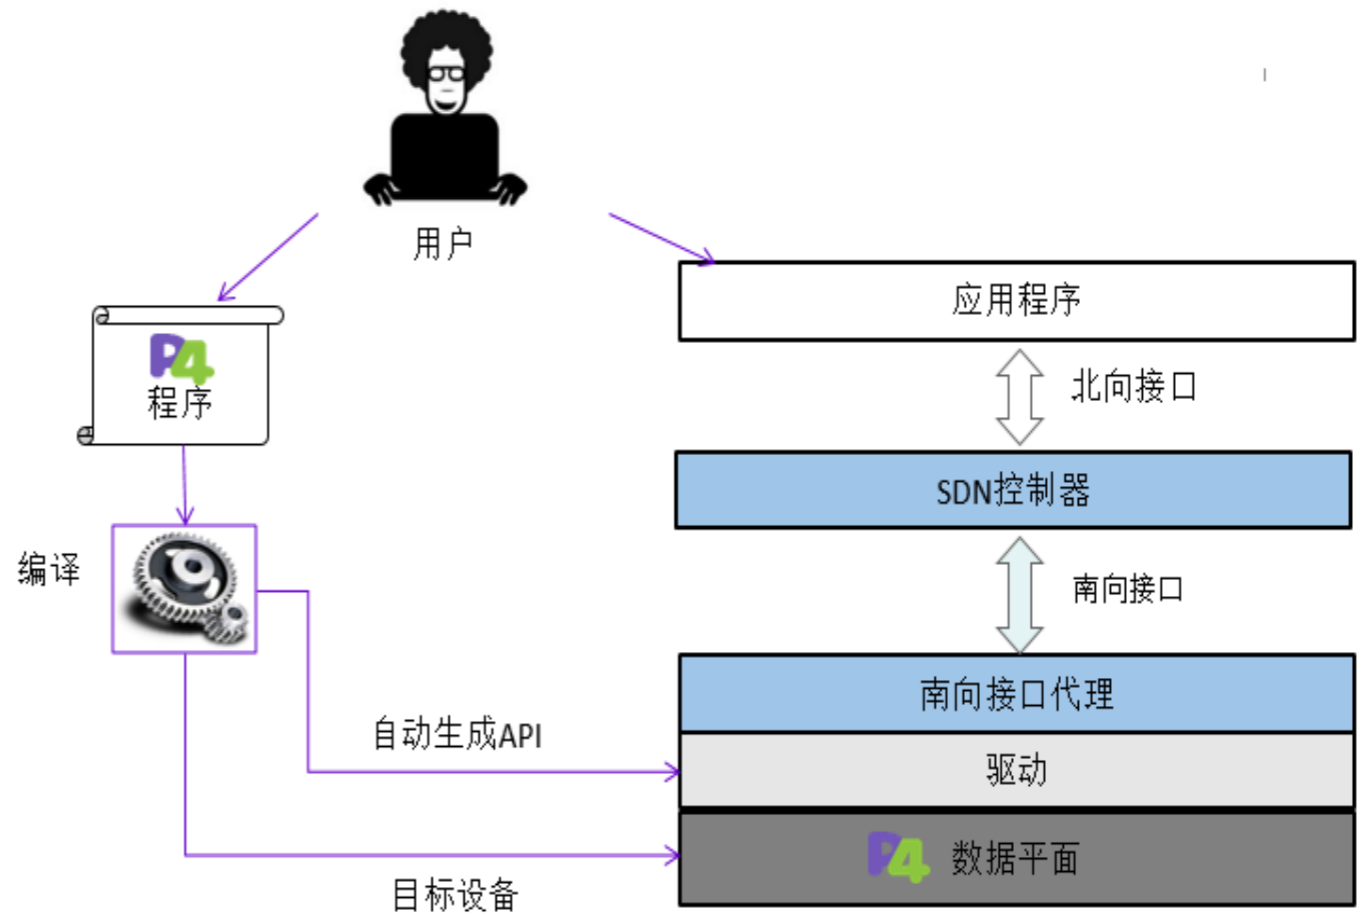 用户
应用程序
P4
程序
北向接口
SDN控制器
编译
南向接口
南向接口代理
自动生成API
驱动
P4 数据平面
目标设备